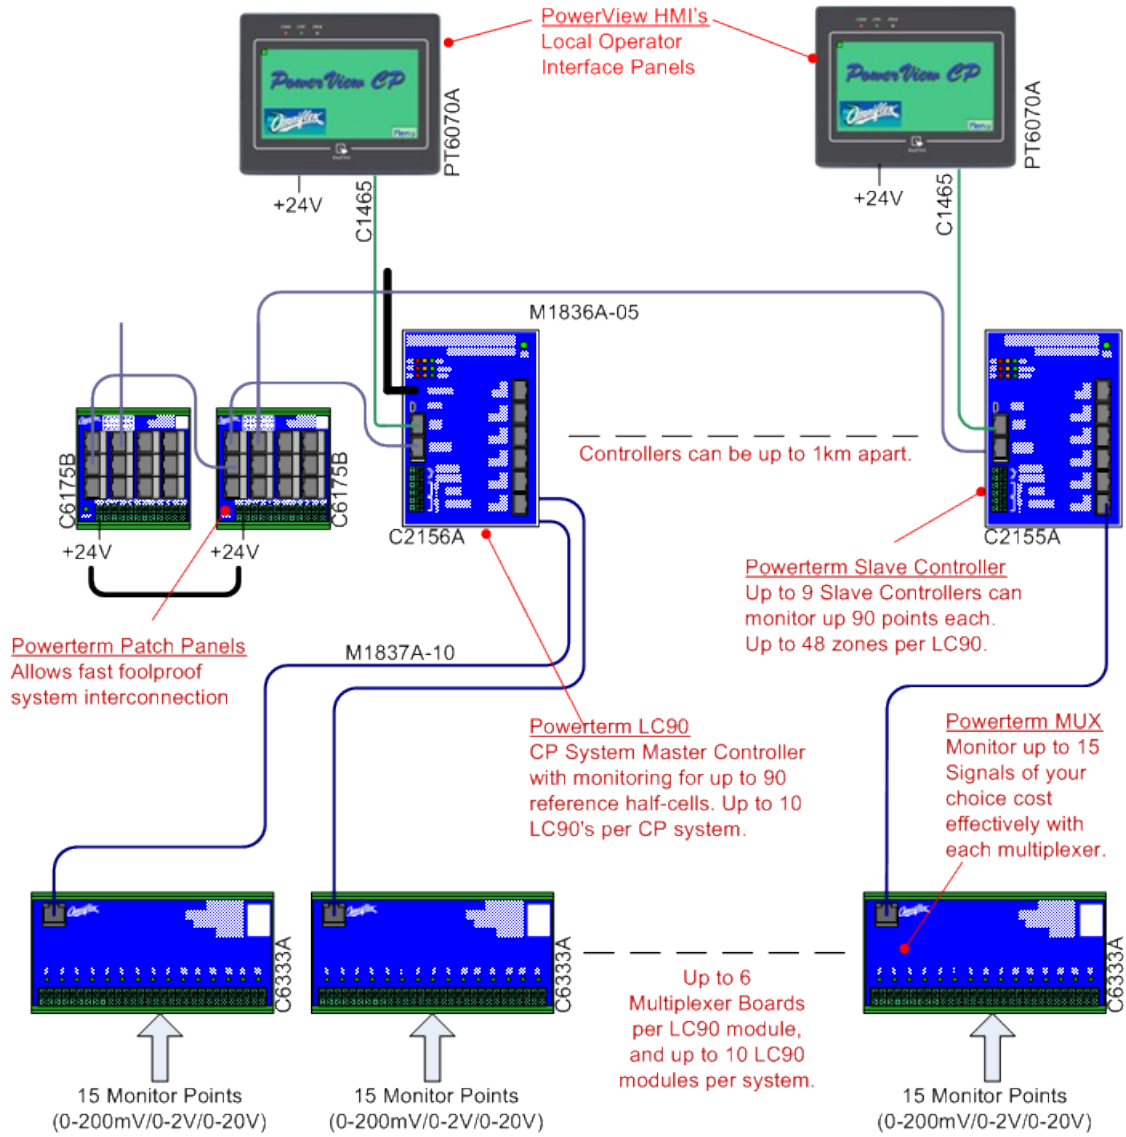 PowerView HMI's
Local Operator
Interface Panels
PowerView CP
Omniflex
Menu
PT6070A
+24V
C1465
PowerView CP
Omniflex
Menu
PT6070A
+24V
C1465
M1836A-05
Controllers can be up to 1km apart.
C6175B
+24V
C6175B
+24V
C2156A
C2155A
Powerterm Slave Controller
Up to 9 Slave Controllers can
monitor up 90 points each.
Up to 48 zones per LC90.
Powerterm Patch Panels
Allows fast foolproof
system interconnection
M1837A-10
Powerterm LC90
CP System Master Controller
with monitoring for up to 90
reference half-cells. Up to 10
LC90's per CP system.
Powerterm MUX
Monitor up to 15
Signals of your
choice cost
effectively with
each multiplexer.
Omniflex
C6333A
Omniflex
C6333A
Omniflex
C6333A
Up to 6
Multiplexer Boards
per LC90 module,
and up to 10 LC90
modules per system.
15 Monitor Points
(0-200mV/0-2V/0-20V)
15 Monitor Points
(0-200mV/0-2V/0-20V)
15 Monitor Points
(0-200mV/0-2V/0-20V)